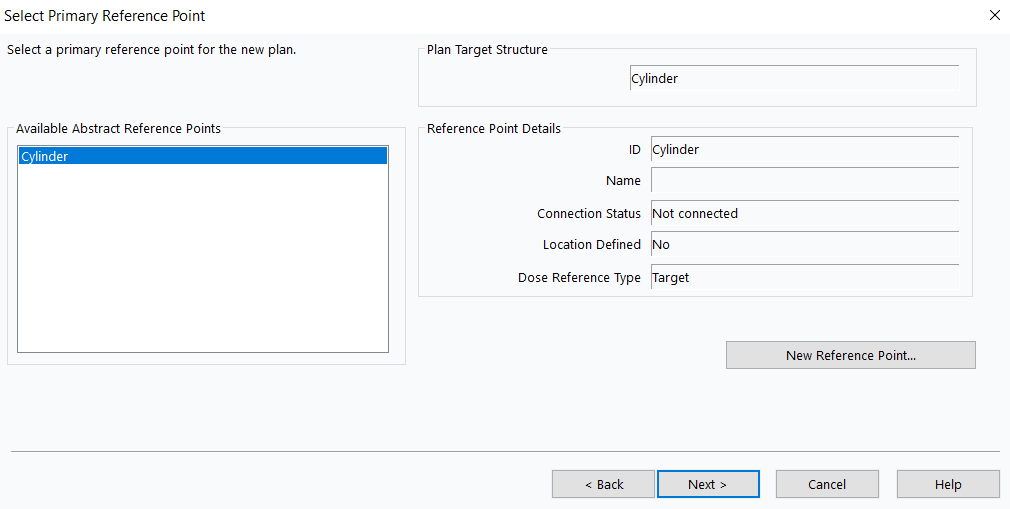 Select Primary Reference Point
Select a primary reference point for the new plan.
Plan Target Structure
Cylinder
Available Abstract Reference Points
Cylinder
Reference Point Details
ID Cylinder
Name
Connection Status Not connected
Location Defined No
Dose Reference Type Target
New Reference Point...
< Back Next > Cancel Help